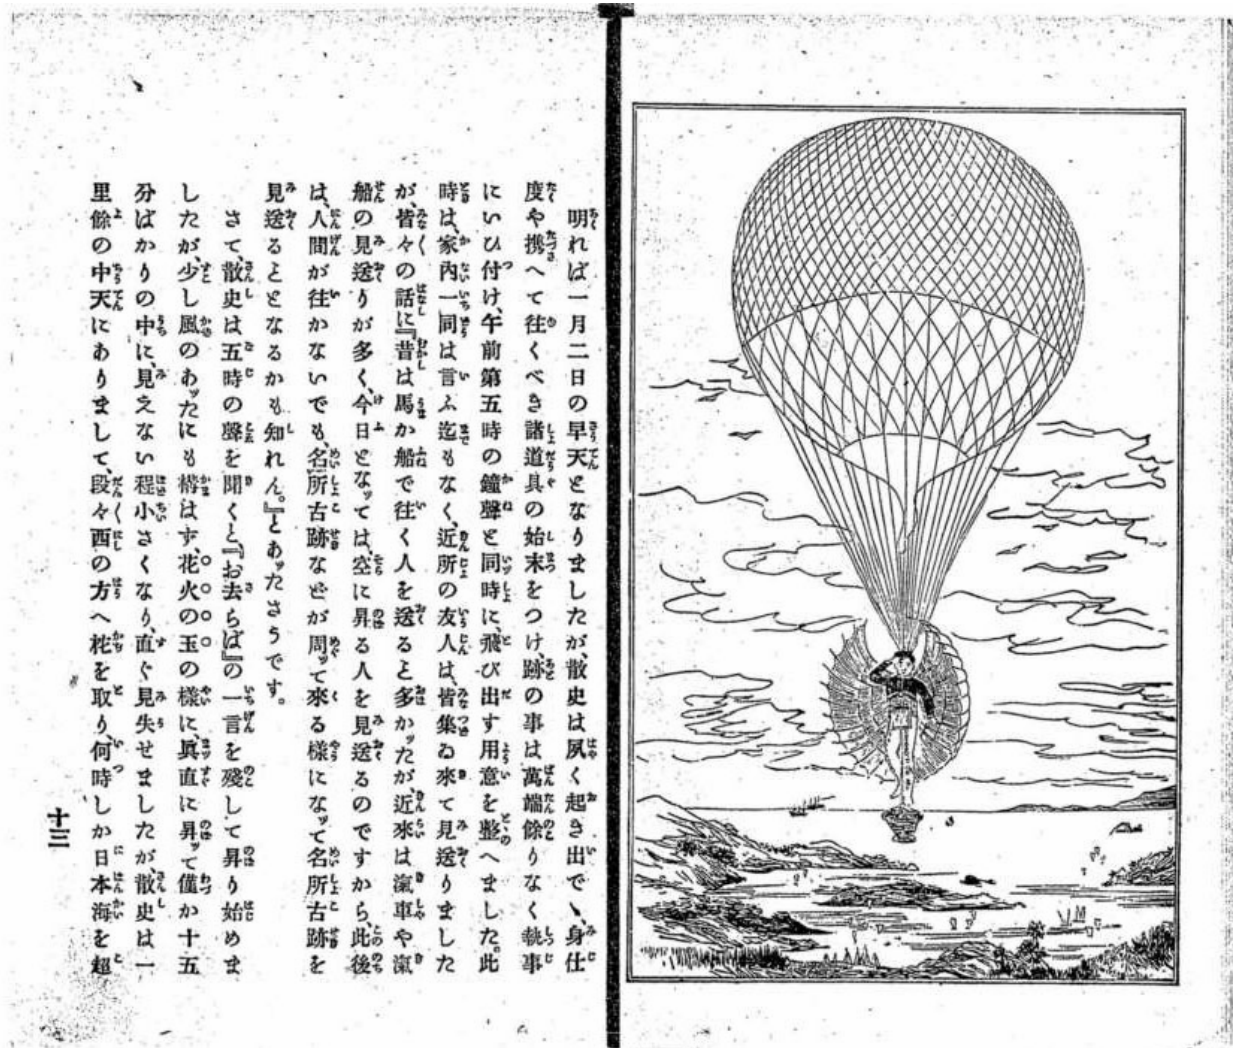 明れば一月二日の早天となりましたが、散史は夙く起き出で、身仕
度や携へて往くべき諸道具の始末をつけ、跡の事は萬端餘りなく執事
にいひ付け、午前第五時の鐘聲と同時に、飛び出す用意を整へました。此
時は、家內一同は言ふ迄もなく、近所の友人は、皆集ゐ來て見送りました
が、皆々の話に『昔は馬か船で往く人を送ると多かッたが、近來は滊車や滊
船の見送りが多く、今日となッては、空に昇る人を見送るのですから、此後
は、人間が往かないでも、名所古跡などが周ッて來る樣になッて名所古跡を
見送ることとなるかも知れん。』とあッたさうです。
さて、散史は五時の聲を聞くと『お去らば』の一言を殘して昇り始めま
したが、少し風のあッたにも搆はす、花火の玉の樣に、眞直に昇ッて僅か十五
分ばかりの中に、見えない程小さくなり、直ぐ見失せましたが、散史は一
里餘の中天にありまして、段々西の方へ柁を取り、何時しか日本海を超
十三